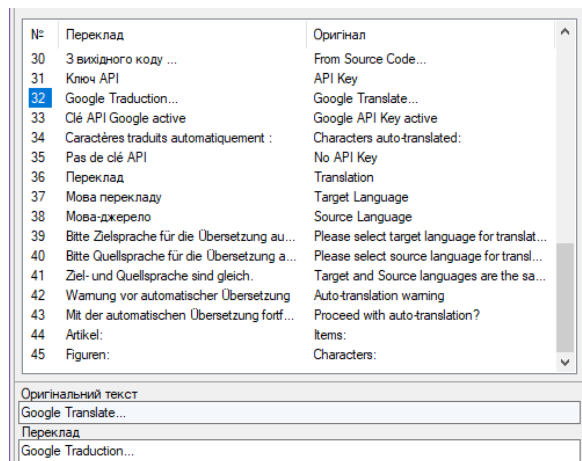 № Переклад Оригінал
30 З вихідного коду ... From Source Code...
31 Ключ API API Key
32 Google Traduction... Google Translate...
33 Clé API Google active Google API Key active
34 Caractères traduits automatiquement : Characters auto-translated:
35 Pas de clé API No API Key
36 Переклад Translation
37 Мова перекладу Target Language
38 Мова-джерело Source Language
39 Bitte Zielsprache für die Übersetzung au... Please select target language for translat...
40 Bitte Quellsprache für die Übersetzung a... Please select source language for transl...
41 Ziel- und Quellsprache sind gleich. Target and Source languages are the sa...
42 Warnung vor automatischer Übersetzung Auto-translation warning
43 Mit der automatischen Übersetzung fortf... Proceed with auto-translation?
44 Artikel: Items:
45 Figuren: Characters:
Оригінальний текст
Google Translate...
Переклад
Google Traduction...